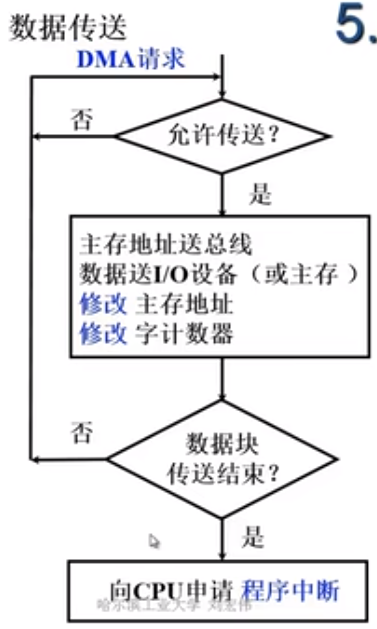 数据传送
5.
DMA请求
否
允许传送？
是
主存地址送总线
数据送I/O设备（或主存 ）
修改 主存地址
修改 字计数器
否
数据块
传送结束？
是
向CPU申请 程序中断
哈尔滨工业大学 刘宏伟